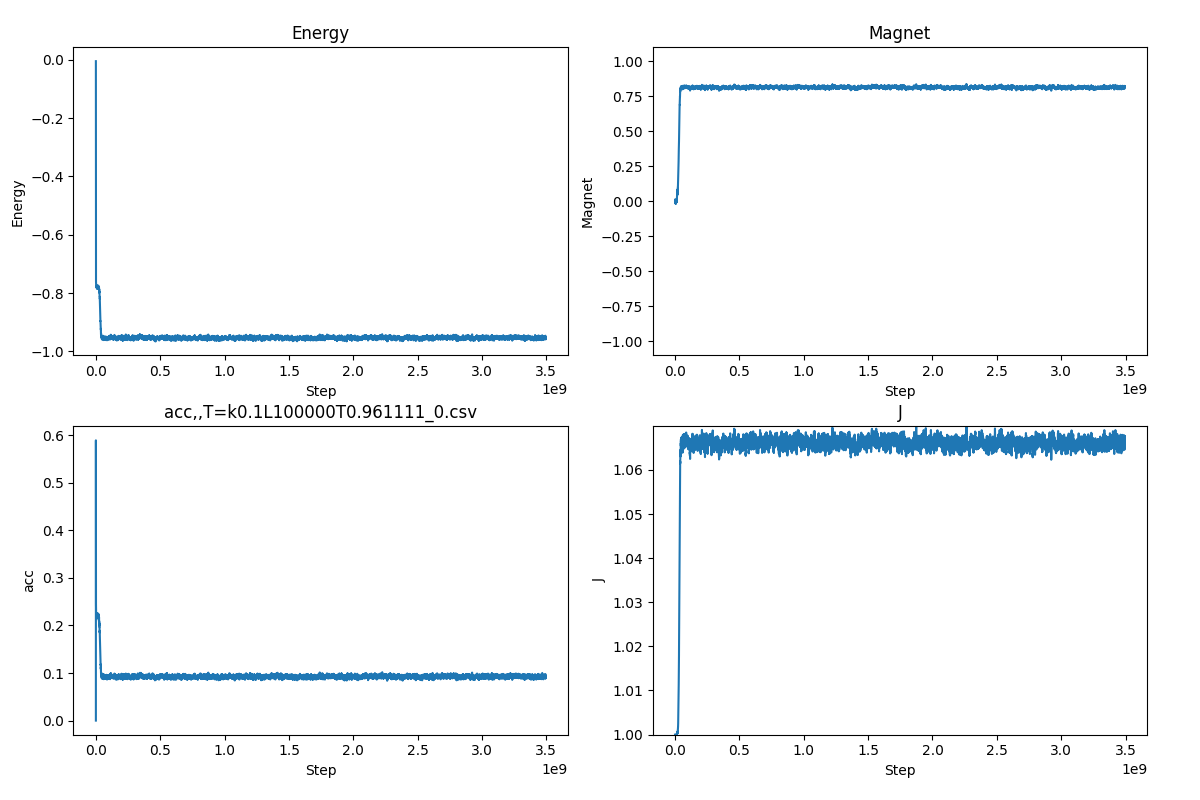 Energy
Energy
0.0
−0.2
−0.4
−0.6
−0.8
−1.0
0.0 0.5 1.0 1.5 2.0 2.5 3.0 3.5
1e9
Step
Magnet
Magnet
1.00
0.75
0.50
0.25
0.00
−0.25
−0.50
−0.75
−1.00
0.0 0.5 1.0 1.5 2.0 2.5 3.0 3.5
1e9
Step
acc,,T=k0.1L100000T0.961111_0.csv
acc
0.6
0.5
0.4
0.3
0.2
0.1
0.0
0.0 0.5 1.0 1.5 2.0 2.5 3.0 3.5
1e9
Step
J
J
1.06
1.05
1.04
1.03
1.02
1.01
1.00
0.0 0.5 1.0 1.5 2.0 2.5 3.0 3.5
1e9
Step